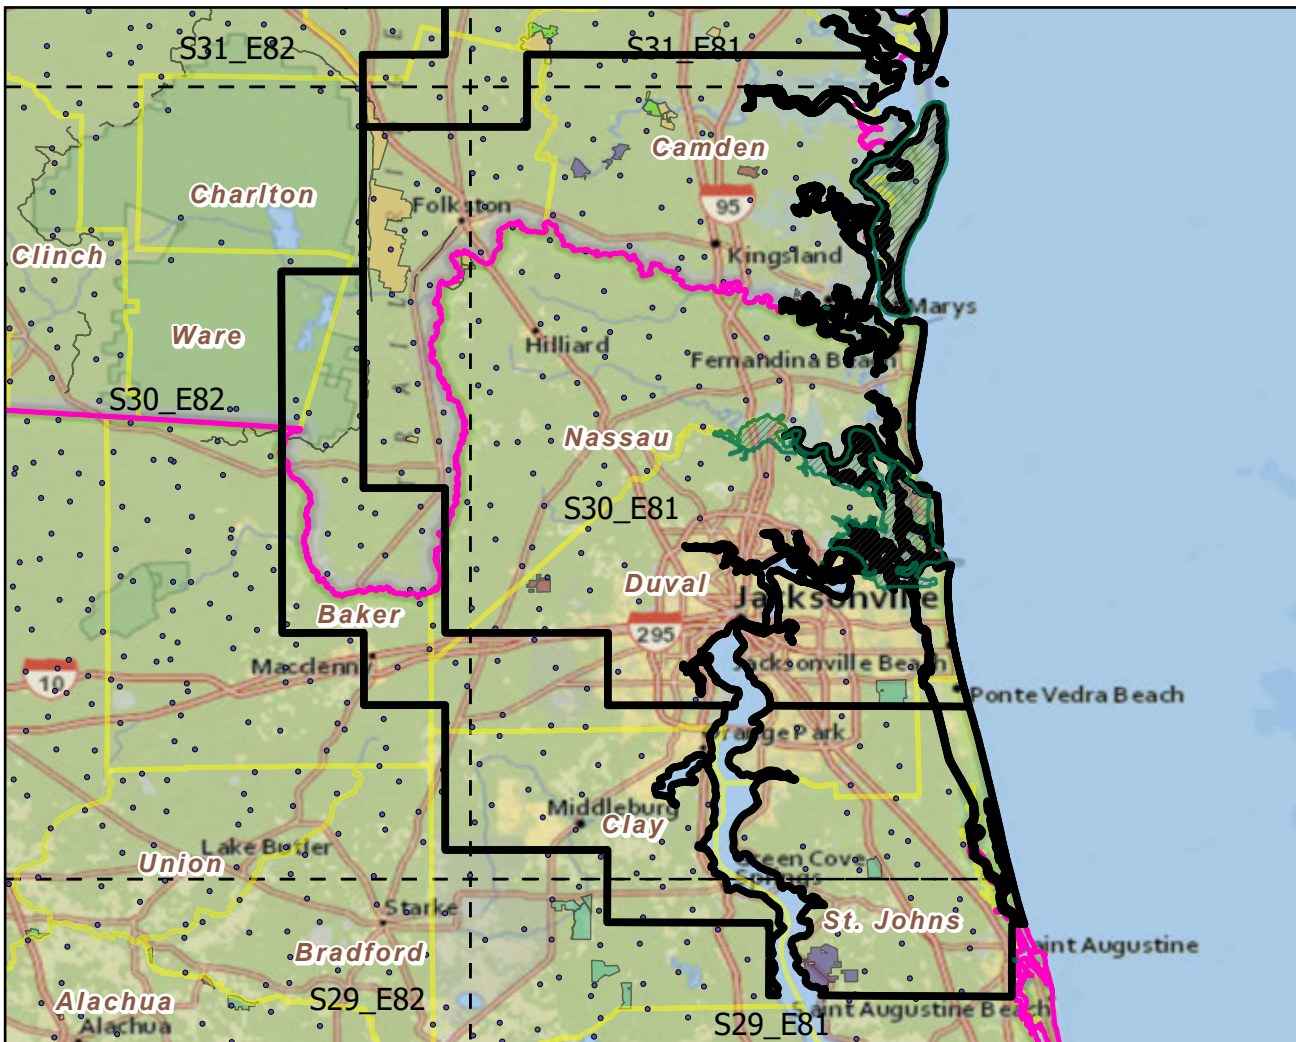 S31_E82
S31_E81
Camden
Charlton
95
Folkston
Clinch
Kingsland
Marys
Ware
Hilliard
Fernandina Beach
S30_E82
Nassau
S30_E81
Duval
Jacksonville
Baker
295
Macclenny
Jacksonville Beach
10
Ponte Vedra Beach
Orange Park
Middleburg
Clay
Lake Butler
Union
Green Cove
Springs
Starke
St. Johns
Saint Augustine
Bradford
S29_E82
Alachua
Saint Augustine Beach
Alachua
S29_E81